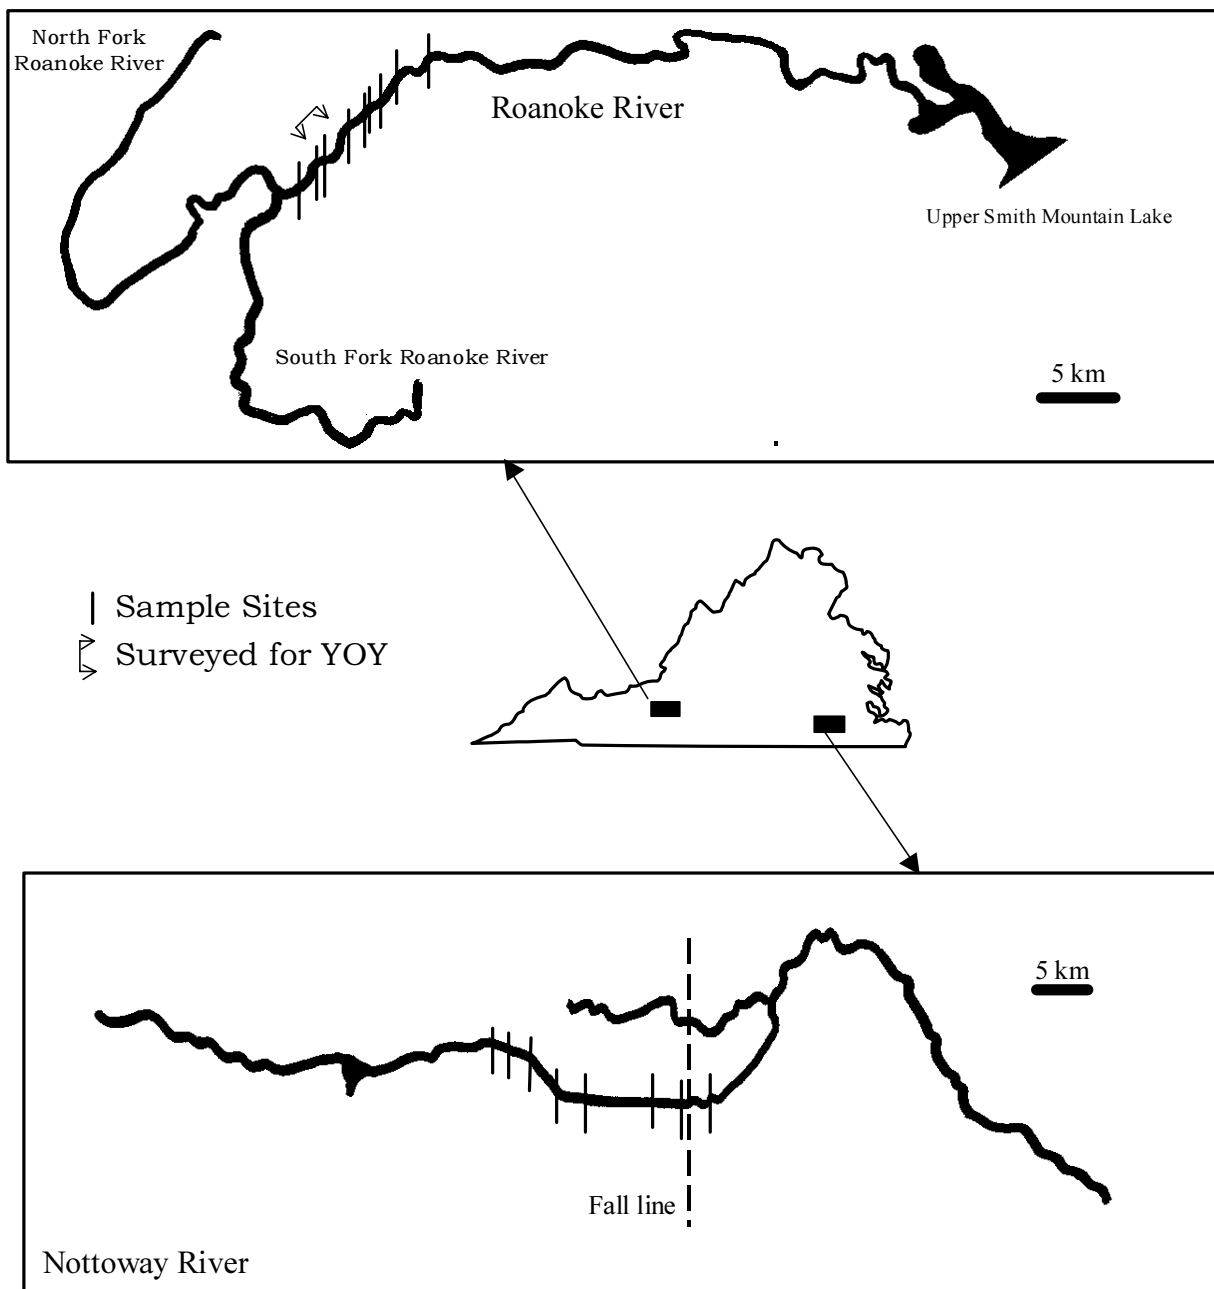 North Fork
Roanoke River
Roanoke River
Upper Smith Mountain Lake
South Fork Roanoke River
5 km
Sample Sites
Surveyed for YOY
5 km
Fall line
Nottoway River